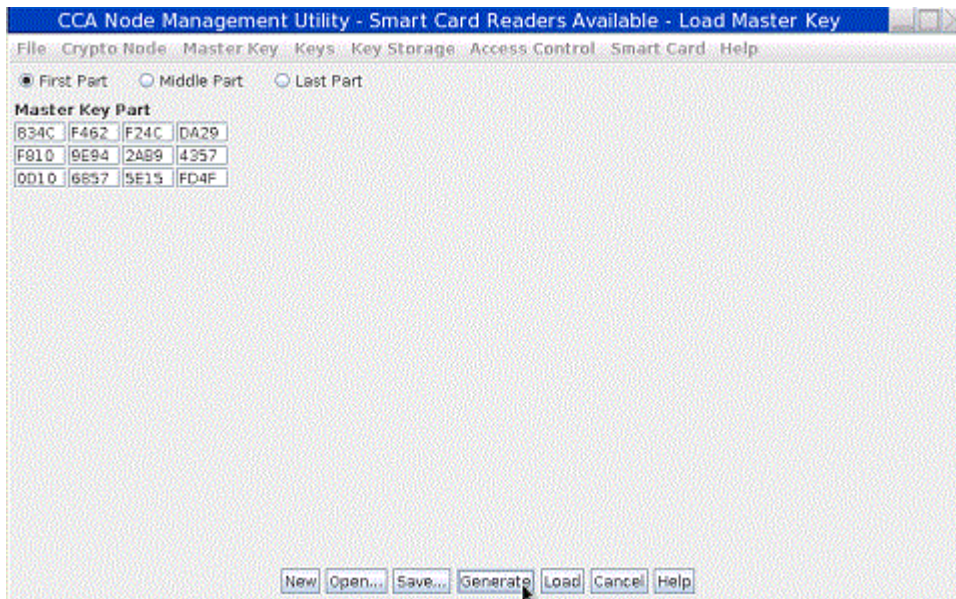 CCA Node Management Utility - Smart Card Readers Available - Load Master Key
File Crypto Node Master Key Keys Key Storage Access Control Smart Card Help
First Part Middle Part Last Part
Master Key Part
B34C F462 F24C DA29
F810 9E94 2AB9 4357
0D10 6857 5E15 FD4F
New Open... Save... Generate Load Cancel Help